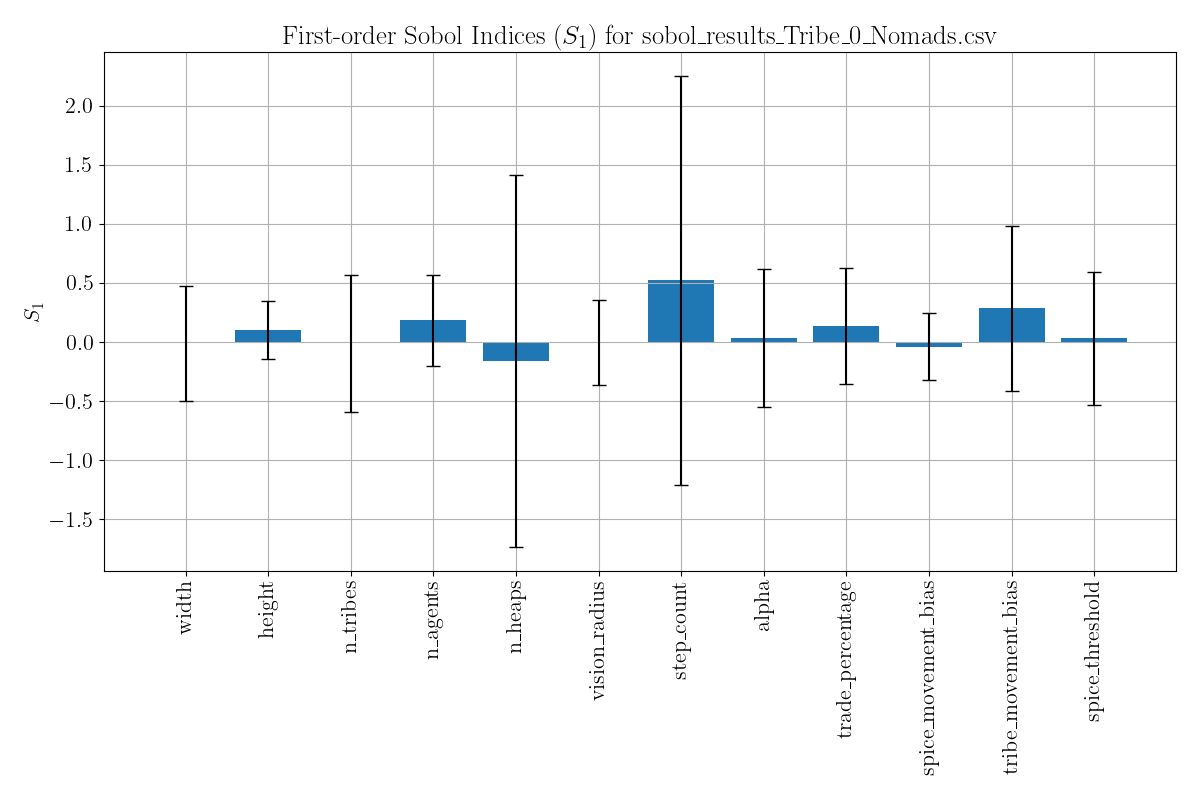 First-order Sobol Indices (S₁) for sobol_results_Tribe_0_Nomads.csv
2.0
1.5
1.0
0.5
0.0
−0.5
−1.0
−1.5
S₁
width
height
n_tribes
n_agents
n_heaps
vision_radius
step_count
alpha
trade_percentage
spice_movement_bias
tribe_movement_bias
spice_threshold